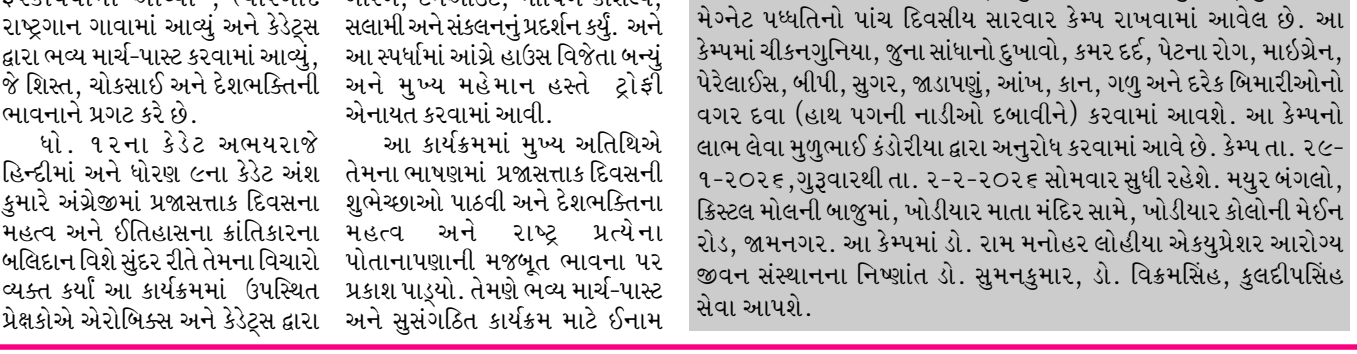 રાષ્ટ્રગાન ગાવામાં આવ્યું અને કેડેટ્સ
દ્વારા ભવ્ય માર્ચ-પાસ્ટ કરવામાં આવ્યું,
જે શિસ્ત, ચોકસાઈ અને દેશભક્તિની
ભાવનાને પ્રગટ કરે છે.
ધો. ૧૨ના કેડેટ અભયરાજે
હિન્દીમાં અને ધોરણ ૯ના કેડેટ અંશ
કુમારે અંગ્રેજીમાં પ્રજાસત્તાક દિવસના
મહત્વ અને ઈતિહાસના ક્રાંતિકારના
બલિદાન વિશે સુંદર રીતે તેમના વિચારો
વ્યક્ત કર્યાં આ કાર્યક્રમમાં ઉપસ્થિત
પ્રેક્ષકોએ એરોબિક્સ અને કેડેટ્સ દ્વારા
સલામી અને સંકલનનું પ્રદર્શન કર્યું. અને
આ સ્પર્ધામાં આંગ્રે હાઉસ વિજેતા બન્યું
અને મુખ્ય મહેમાન હસ્તે ટ્રોફી
એનાયત કરવામાં આવી.
આ કાર્યક્રમમાં મુખ્ય અતિથિએ
તેમના ભાષણમાં પ્રજાસત્તાક દિવસની
શુભેચ્છાઓ પાઠવી અને દેશભક્તિના
મહત્વ અને રાષ્ટ્ર પ્રત્યેના
પોતાનાપણાની મજબૂત ભાવના પર
પ્રકાશ પાડ્યો. તેમણે ભવ્ય માર્ચ-પાસ્ટ
અને સુસંગઠિત કાર્યક્રમ માટે ઈનામ
મેગ્નેટ પધ્ધતિનો પાંચ દિવસીય સારવાર કેમ્પ રાખવામાં આવેલ છે. આ
કેમ્પમાં ચીકનગુનિયા, જુના સાંધાનો દુખાવો, કમર દર્દ, પેટના રોગ, માઇગ્રેન,
પેરેલાઈસ, બીપી, સુગર, જાડાપણું, આંખ, કાન, ગળુ અને દરેક બિમારીઓનો
વગર દવા (હાથ પગની નાડીઓ દબાવીને) કરવામાં આવશે. આ કેમ્પનો
લાભ લેવા મુળુભાઈ કંડોરીયા દ્વારા અનુરોધ કરવામાં આવે છે. કેમ્પ તા. ૨૯-
૧-૨૦૨૬,ગુરૂવારથી તા. ૨-૨-૨૦૨૬ સોમવાર સુધી રહેશે. મયુર બંગલો,
ક્રિસ્ટલ મોલની બાજુમાં, ખોડીયાર માતા મંદિર સામે, ખોડીયાર કોલોની મેઈન
રોડ, જામનગર. આ કેમ્પમાં ડો. રામ મનોહર લોહીયા એકયુપ્રેશર આરોગ્ય
જીવન સંસ્થાનના નિષ્ણાંત ડો. સુમનકુમાર, ડો. વિક્રમસિંહ, કુલદીપસિંહ
સેવા આપશે.